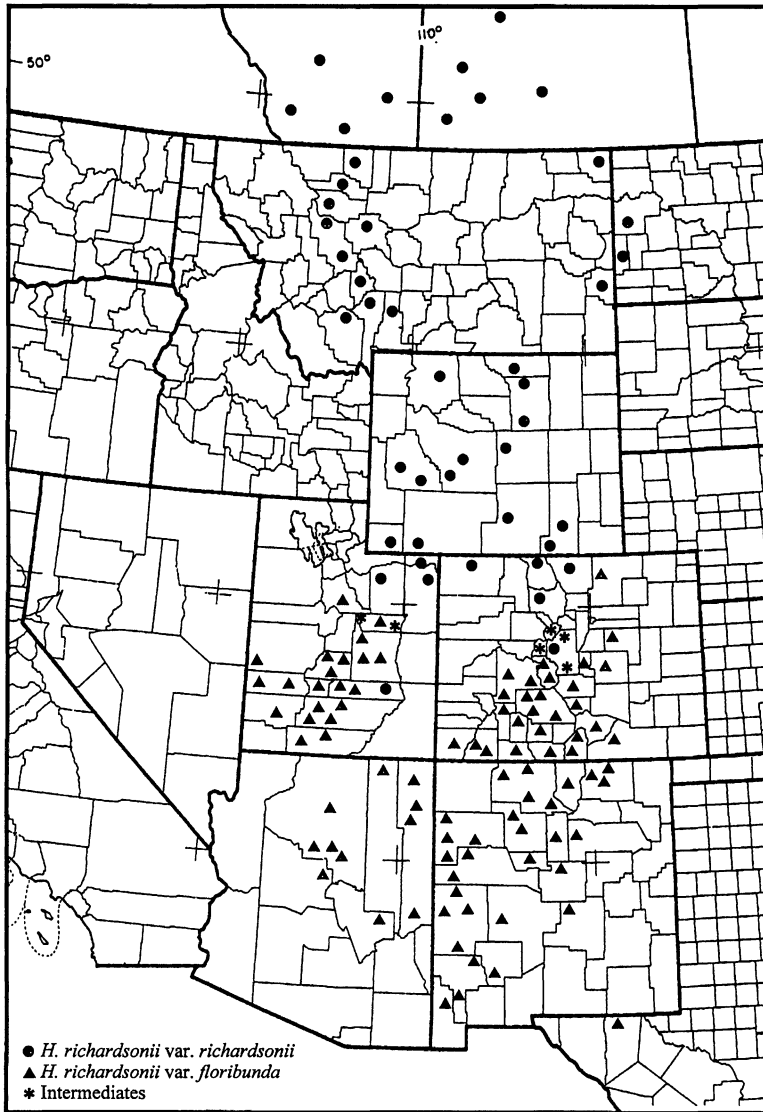 110°
50°
● H. richardsonii var. richardsonii
▲ H. richardsonii var. floribunda
* Intermediates